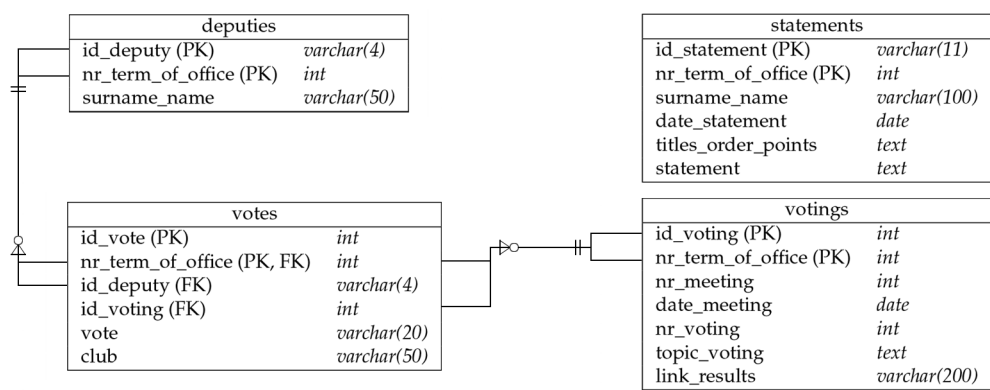 deputies
id_deputy (PK) varchar(4)
nr_term_of_office (PK) int
surname_name varchar(50)
statements
id_statement (PK) varchar(11)
nr_term_of_office (PK) int
surname_name varchar(100)
date_statement date
titles_order_points text
statement text
votes
id_vote (PK) int
nr_term_of_office (PK, FK) int
id_deputy (FK) varchar(4)
id_voting (FK) int
vote varchar(20)
club varchar(50)
votings
id_voting (PK) int
nr_term_of_office (PK) int
nr_meeting int
date_meeting date
nr_voting int
topic_voting text
link_results varchar(200)